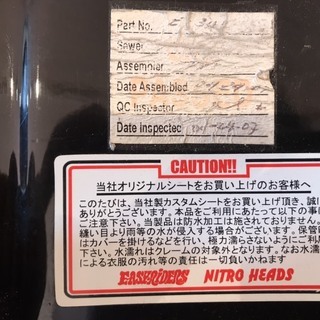 Part No.
Sewer
Assembler
Date Assembled
QC Inspector
Date Inspected
CAUTION!!
当社オリジナルシートをお買い上げのお客様へ
このたびは、当社製カスタムシートをお買い上げ頂き、誠に
ありがとうございます。本品をご利用にあたって以下の事に
ご注意下さい。当製品は防水加工は施されておりません。
縫い目より雨等の水が侵入する場合がございます。保管に
はカバーを掛けるなどを行い、極力濡らさないようにご利用下
さい。水濡れはクレームの対象外となります。なお水濡
による衣服の汚れ等の責任は一切負いかねます
EASYRIDERS NITRO HEADS